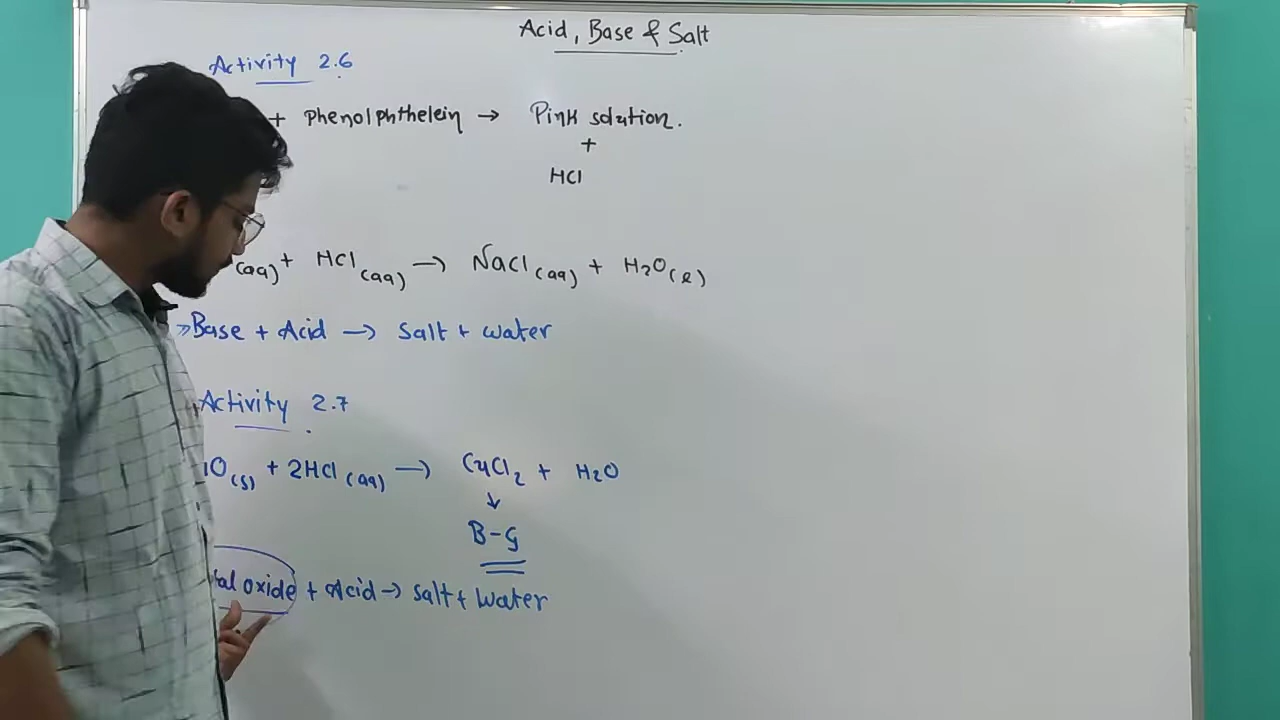 Acid, Base & Salt
Activity 2.6
+ Phenolphthelein → Pink solution.
+
HCl
(aq) + HCl (aq) → NaCl (aq) + H2O (l)
» Base + Acid → Salt + water
Activity 2.7
O (s) + 2HCl (aq) → CuCl2 + H2O
↓
B-G
tal oxide + Acid → Salt + Water